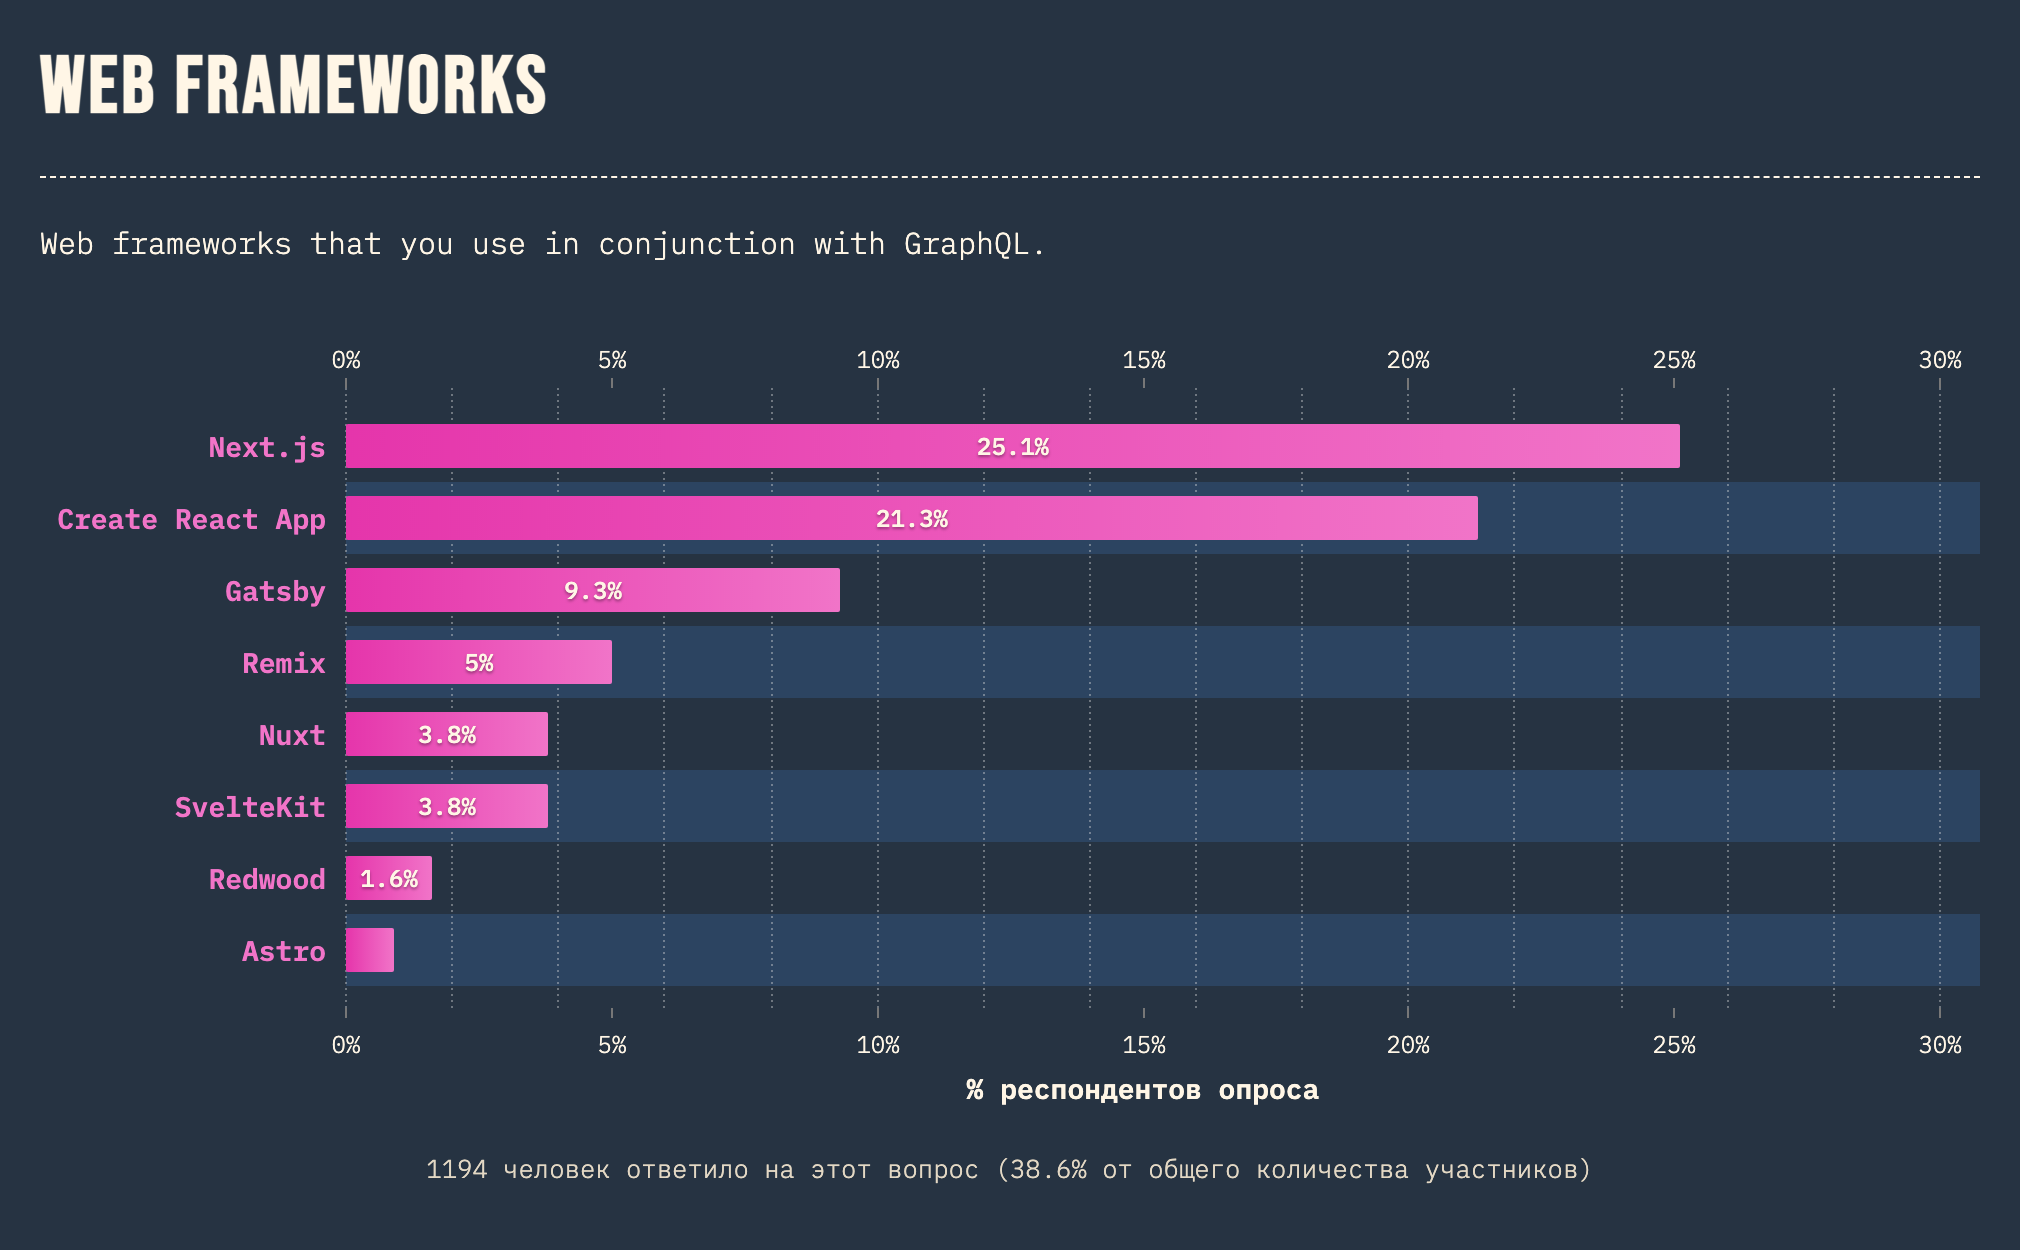 WEB FRAMEWORKS
Web frameworks that you use in conjunction with GraphQL.
0% 5% 10% 15% 20% 25% 30%
Next.js 25.1%
Create React App 21.3%
Gatsby 9.3%
Remix 5%
Nuxt 3.8%
SvelteKit 3.8%
Redwood 1.6%
Astro
0% 5% 10% 15% 20% 25% 30%
% респондентов опроса
1194 человек ответило на этот вопрос (38.6% от общего количества участников)